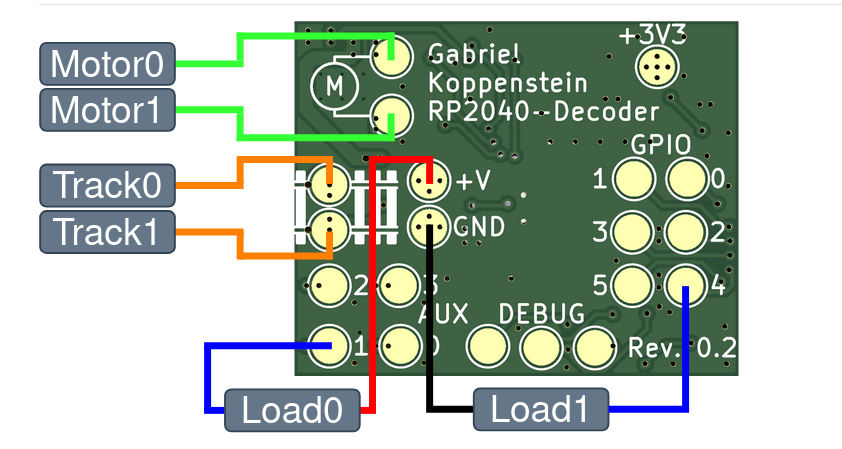 Motor0
Motor1
Track0
Track1
M
Gabriel
Koppenstein
RP2040-Decoder
+3V3
+V
GND
GPIO
1 0
3 2
5 4
2 3
AUX
1 0
DEBUG
Rev. 0.2
Load0
Load1